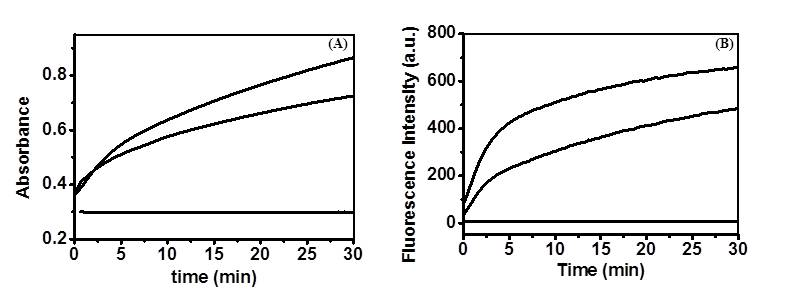 (A)
Absorbance
0.8
0.6
0.4
0.2
0 5 10 15 20 25 30
time (min)
(B)
Fluorescence Intensity (a.u.)
800
600
400
200
0
0 5 10 15 20 25 30
Time (min)